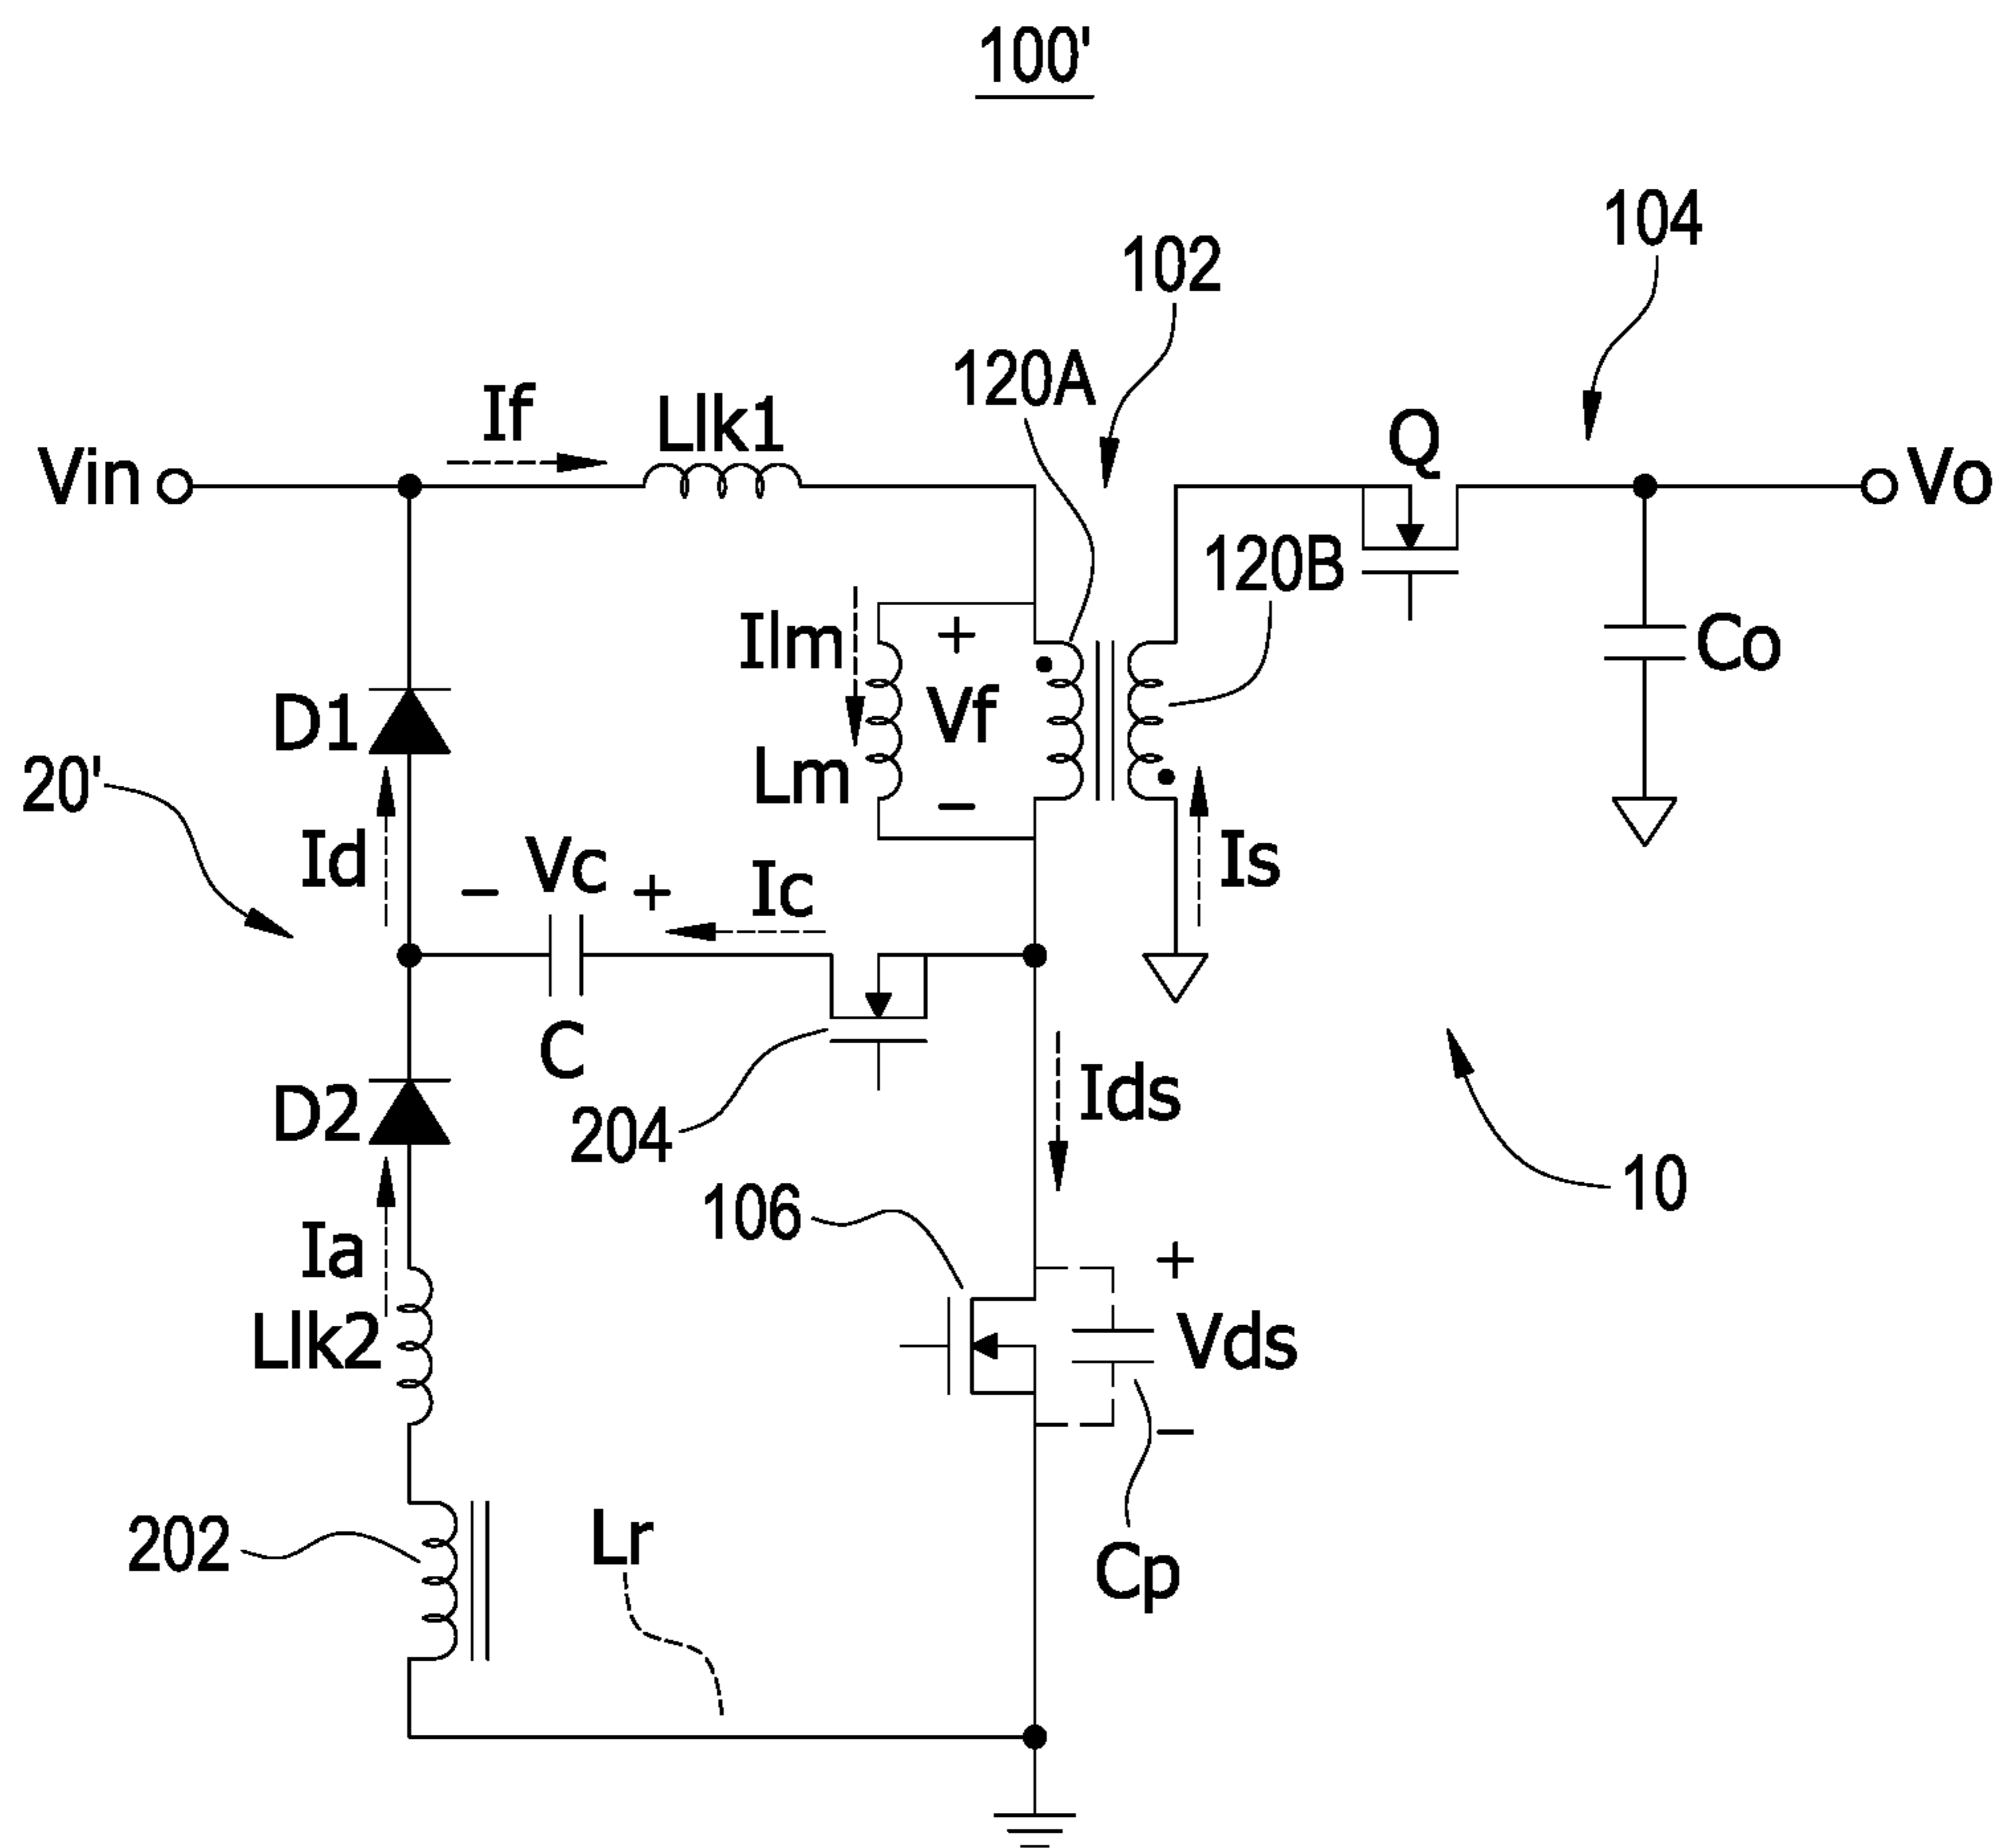 100'
104
102
120A
If
Llk1
Q
Vin
Vo
120B
Ilm
+
Co
Vf
D1
Lm
−
20'
Id
−
Vc
+
Ic
Is
C
D2
204
Ids
106
10
Ia
+
Llk2
Vds
−
202
Lr
Cp